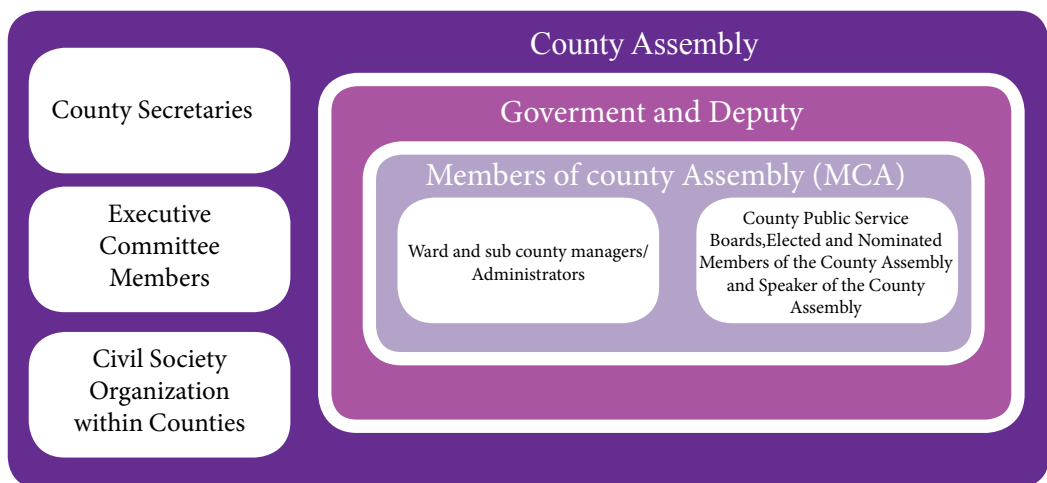 County Assembly
County Secretaries
Executive
Committee
Members
Civil Society
Organization
within Counties
Goverment and Deputy
Members of county Assembly (MCA)
Ward and sub county managers/
Administrators
County Public Service
Boards,Elected and Nominated
Members of the County Assembly
and Speaker of the County
Assembly